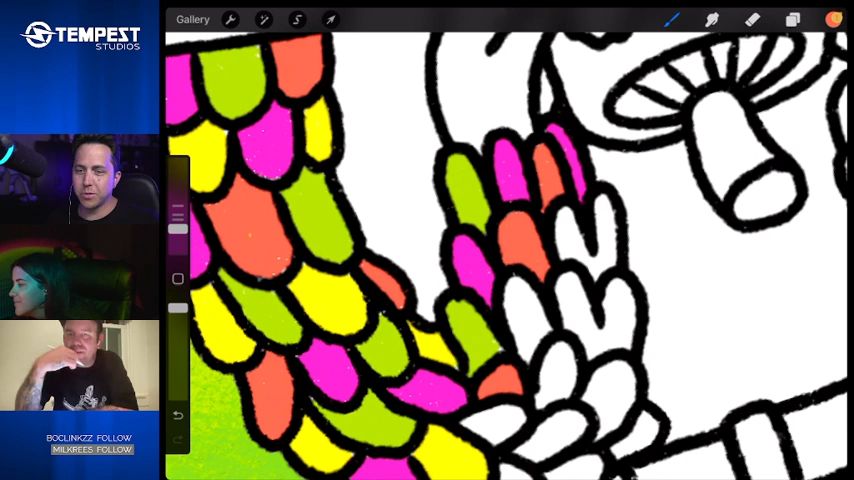 TEMPEST
STUDIOS
Gallery
BOCLINKZZ FOLLOW
MILKREES FOLLOW